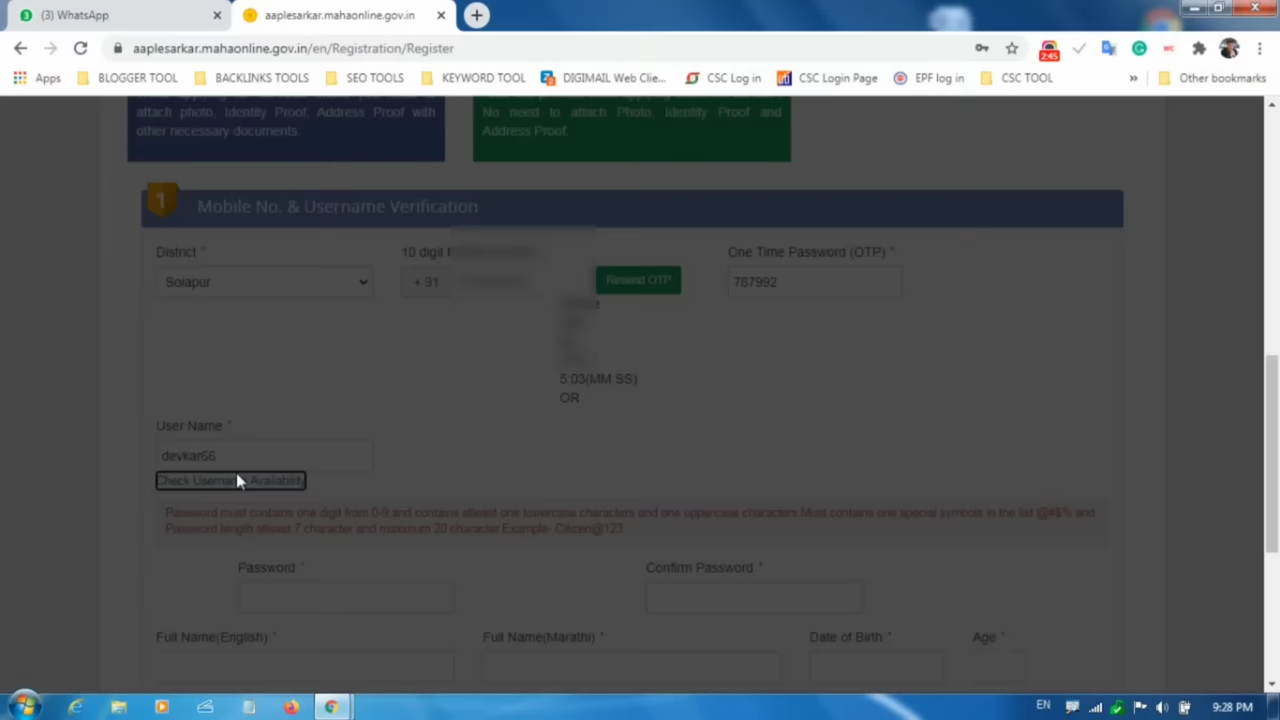 (3) WhatsApp
aaplesarkar.mahaonline.gov.in
aaplesarkar.mahaonline.gov.in/en/Registration/Register
2:45
Apps BLOGGER TOOL BACKLINKS TOOLS SEO TOOLS KEYWORD TOOL DIGIMAIL Web Clie... CSC Log in CSC Login Page EPF log in CSC TOOL » Other bookmarks
attach photo, Identity Proof, Address Proof with
other necessary documents.
No need to attach Photo, Identity Proof and
Address Proof.
1 Mobile No. & Username Verification
District * 10 digit One Time Password (OTP) *
Solapur + 91 Resend OTP 787992
5:03(MM SS)
OR
User Name *
devkar66
Check Username Availability
Password must contains one digit from 0-9 and contains atleast one lowercase characters and one uppercase characters.Must contains one special symbols in the list @#$% and
Password length atleast 7 character and maximum 20 character Example- Citizen@123
Password * Confirm Password *
Full Name(English) * Full Name(Marathi) * Date of Birth * Age *
EN 9:28 PM